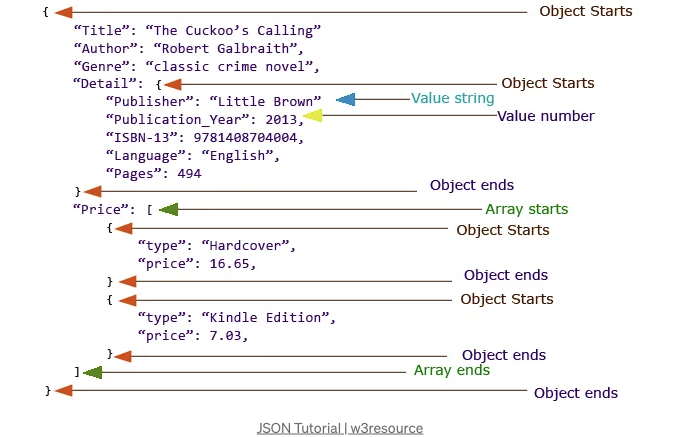 { Object Starts
“Title”: “The Cuckoo’s Calling”
“Author”: “Robert Galbraith”,
“Genre”: “classic crime novel”,
“Detail”: { Object Starts
“Publisher”: “Little Brown” Value string
“Publication_Year”: 2013, Value number
“ISBN-13”: 9781408704004,
“Language”: “English”,
“Pages”: 494
} Object ends
“Price”: [ Array starts
{ Object Starts
“type”: “Hardcover”,
“price”: 16.65,
} Object ends
{ Object Starts
“type”: “Kindle Edition”,
“price”: 7.03,
} Object ends
] Array ends
} Object ends
JSON Tutorial | w3resource